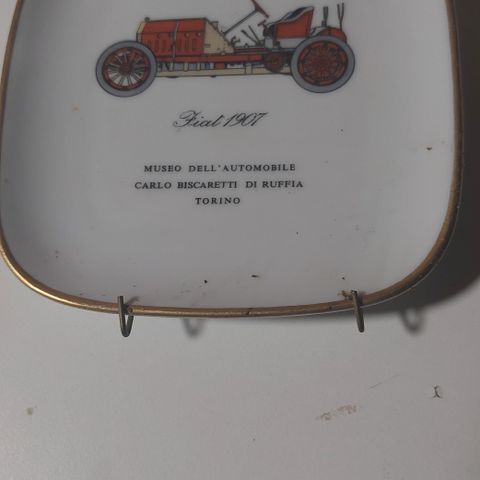 Fiat 1907
MUSEO DELL'AUTOMOBILE
CARLO BISCARETTI DI RUFFIA
TORINO